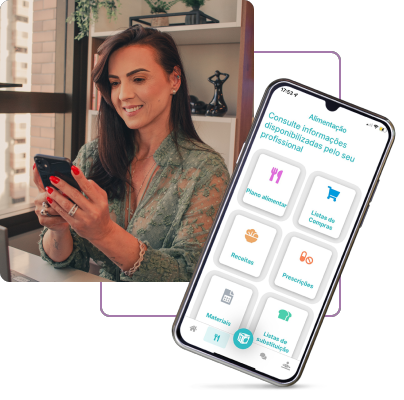 17:53
Alimentação
Consulte informações
disponibilizadas pelo seu
profissional
Plano alimentar
Listas de
Compras
Receitas
Prescrições
Materiais
Listas de
substituição